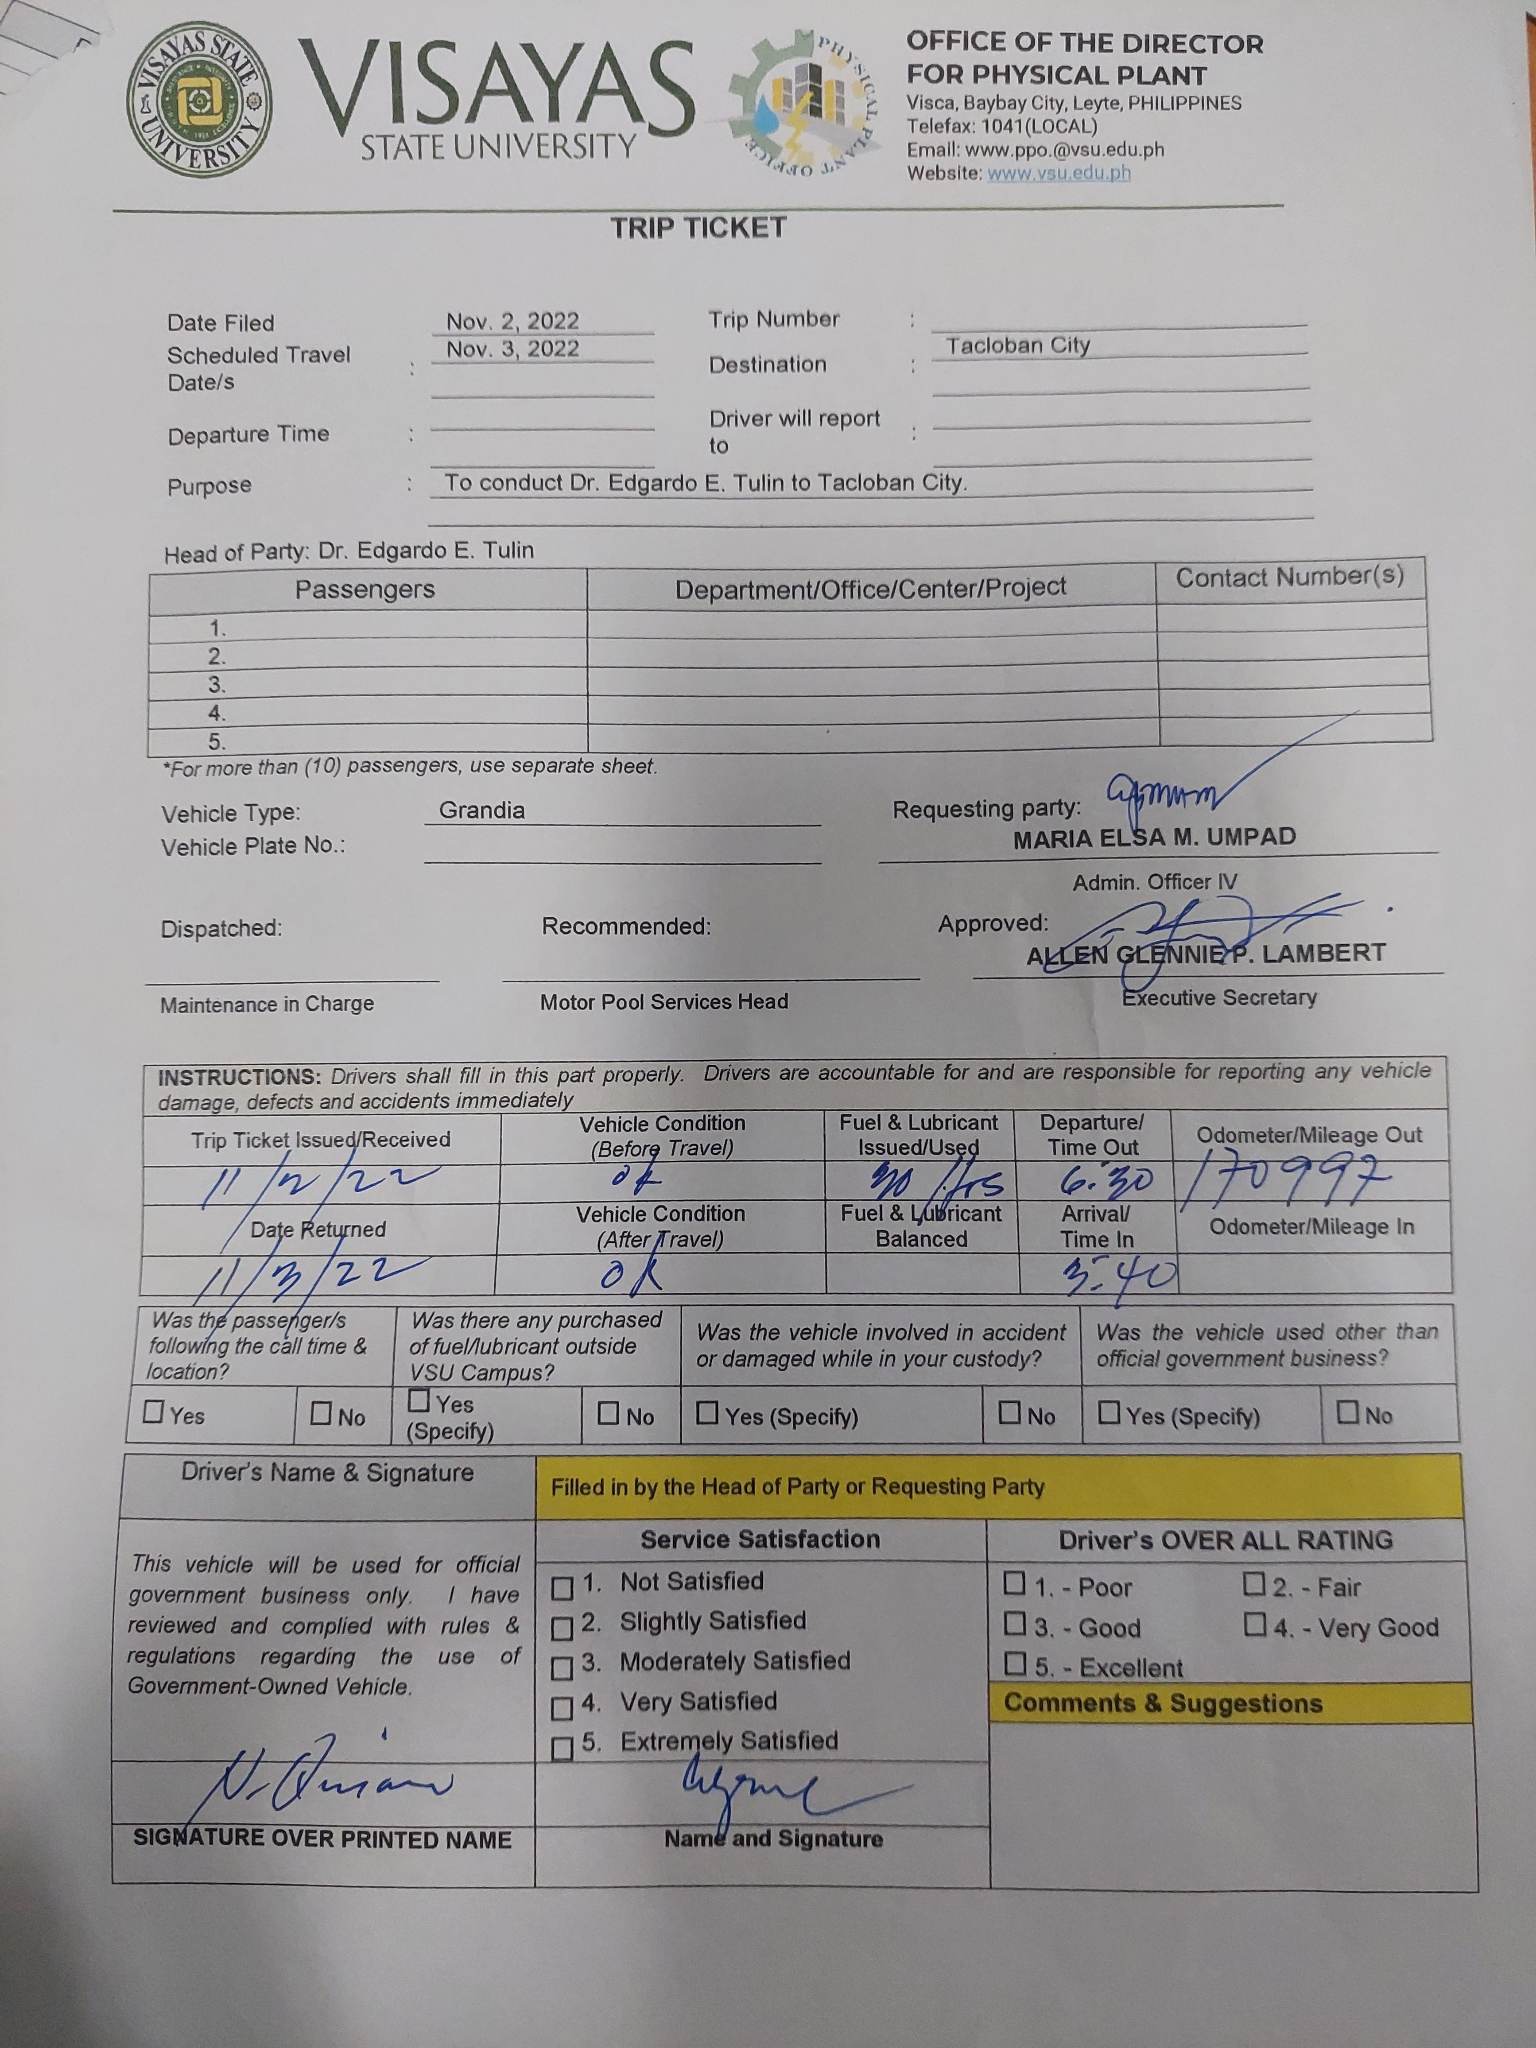 VISAYAS STATE UNIVERSITY
VISAYAS
STATE UNIVERSITY
PHYSICAL PLANT OFFICE
OFFICE OF THE DIRECTOR
FOR PHYSICAL PLANT
Visca, Baybay City, Leyte, PHILIPPINES
Telefax: 1041(LOCAL)
Email: www.ppo.@vsu.edu.ph
Website: www.vsu.edu.ph
TRIP TICKET
Date Filed Nov. 2, 2022 Trip Number :
Scheduled Travel Date/s : Nov. 3, 2022 Destination : Tacloban City
Departure Time : Driver will report to :
Purpose : To conduct Dr. Edgardo E. Tulin to Tacloban City.
Head of Party: Dr. Edgardo E. Tulin
Passengers Department/Office/Center/Project Contact Number(s)
1.
2.
3.
4.
5.
*For more than (10) passengers, use separate sheet.
Vehicle Type: Grandia Requesting party:
Vehicle Plate No.: MARIA ELSA M. UMPAD
Admin. Officer IV
Dispatched: Recommended: Approved:
ALLEN GLENNIE P. LAMBERT
Maintenance in Charge Motor Pool Services Head Executive Secretary
INSTRUCTIONS: Drivers shall fill in this part properly. Drivers are accountable for and are responsible for reporting any vehicle
damage, defects and accidents immediately
Trip Ticket Issued/Received Vehicle Condition (Before Travel) Fuel & Lubricant Issued/Used Departure/ Time Out Odometer/Mileage Out
11/2/22 ok 30 ltrs 6:30 170997
Date Returned Vehicle Condition (After Travel) Fuel & Lubricant Balanced Arrival/ Time In Odometer/Mileage In
11/3/22 OK 3:40
Was the passenger/s following the call time & location? Was there any purchased of fuel/lubricant outside VSU Campus? Was the vehicle involved in accident or damaged while in your custody? Was the vehicle used other than official government business?
Yes No Yes (Specify) No Yes (Specify) No Yes (Specify) No
Driver's Name & Signature Filled in by the Head of Party or Requesting Party
Service Satisfaction Driver's OVER ALL RATING
This vehicle will be used for official
government business only. I have
reviewed and complied with rules &
regulations regarding the use of
Government-Owned Vehicle.
1. Not Satisfied
2. Slightly Satisfied
3. Moderately Satisfied
4. Very Satisfied
5. Extremely Satisfied
1. - Poor 2. - Fair
3. - Good 4. - Very Good
5. - Excellent
Comments & Suggestions
SIGNATURE OVER PRINTED NAME Name and Signature